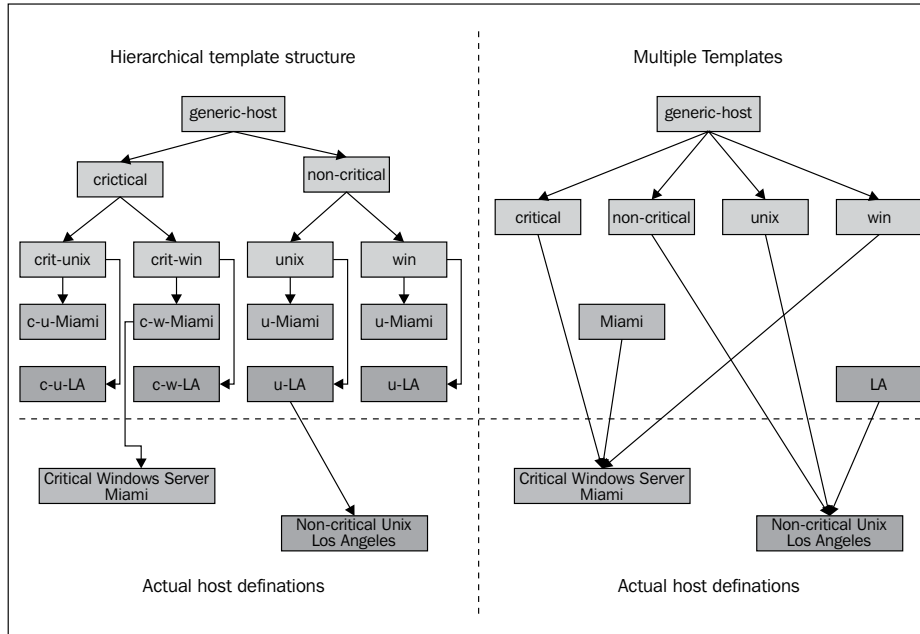 Hierarchical template structure
generic-host
crictical
non-critical
crit-unix
crit-win
unix
win
c-u-Miami
c-w-Miami
u-Miami
u-Miami
c-u-LA
c-w-LA
u-LA
u-LA
Critical Windows Server
Miami
Non-critical Unix
Los Angeles
Actual host definations
Multiple Templates
generic-host
critical
non-critical
unix
win
Miami
LA
Critical Windows Server
Miami
Non-critical Unix
Los Angeles
Actual host definations